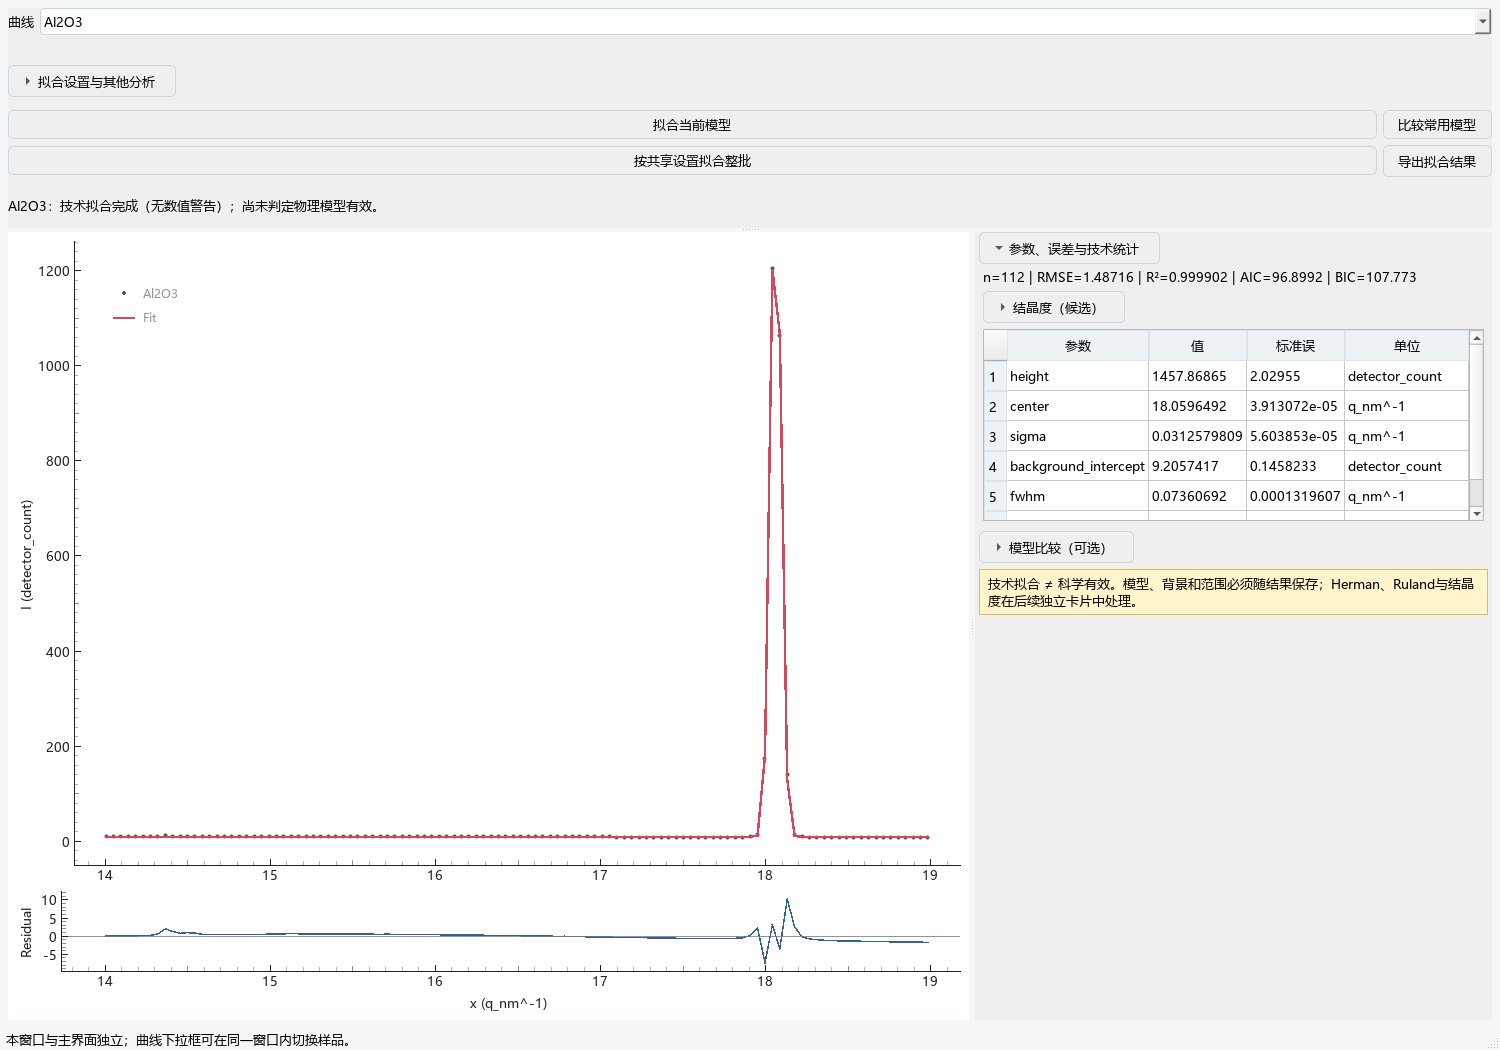 曲线 Al2O3
拟合设置与其他分析
拟合当前模型 比较常用模型
按共享设置拟合整批 导出拟合结果
Al2O3：技术拟合完成（无数值警告）；尚未判定物理模型有效。
参数、误差与技术统计
n=112 | RMSE=1.48716 | R²=0.999902 | AIC=96.8992 | BIC=107.773
结晶度（候选）
参数 值 标准误 单位
1 height 1457.86865 2.02955 detector_count
2 center 18.0596492 3.913072e-05 q_nm^-1
3 sigma 0.0312579809 5.603853e-05 q_nm^-1
4 background_intercept 9.2057417 0.1458233 detector_count
5 fwhm 0.07360692 0.0001319607 q_nm^-1
模型比较（可选）
技术拟合 ≠ 科学有效。模型、背景和范围必须随结果保存；Herman、Ruland与结晶
度在后续独立卡片中处理。
Al2O3
Fit
I (detector_count)
1200
1000
800
600
400
200
0
14 15 16 17 18 19
Residual
10
5
0
-5
14 15 16 17 18 19
x (q_nm^-1)
本窗口与主界面独立；曲线下拉框可在同一窗口内切换样品。